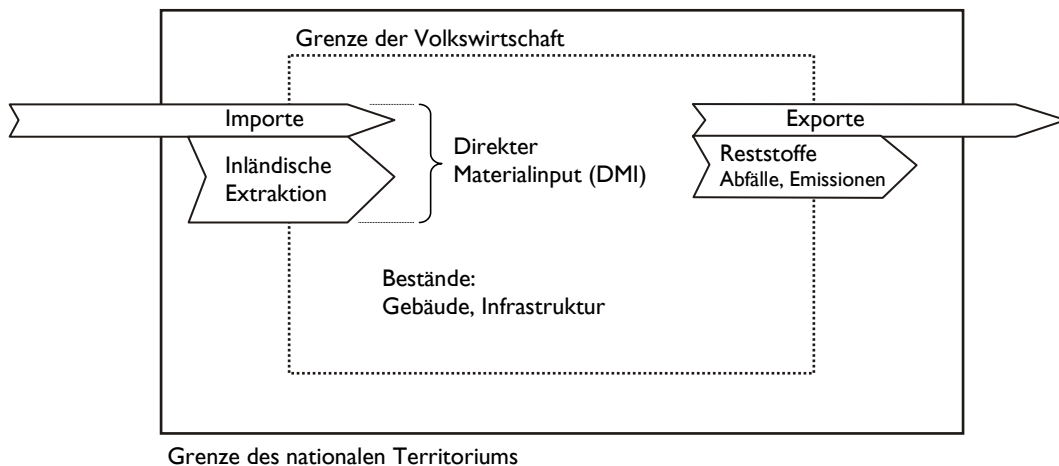 Grenze der Volkswirtschaft
Importe
Inländische
Extraktion
Direkter
Materialinput (DMI)
Exporte
Reststoffe
Abfälle, Emissionen
Bestände:
Gebäude, Infrastruktur
Grenze des nationalen Territoriums